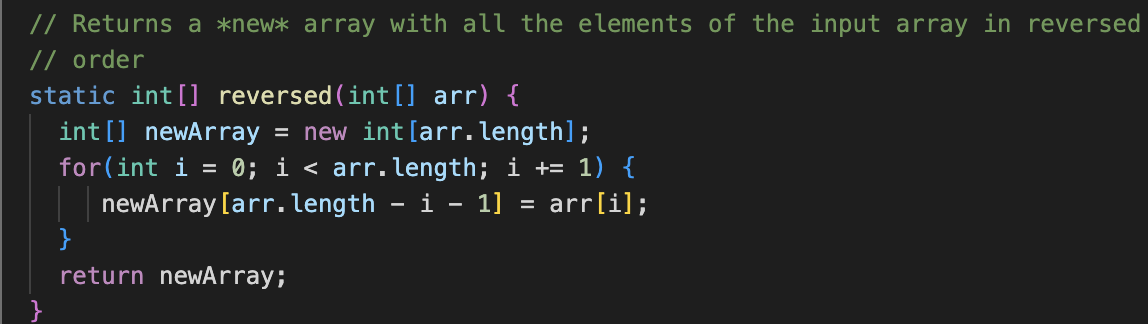 // Returns a *new* array with all the elements of the input array in reversed
// order
static int[] reversed(int[] arr) {
  int[] newArray = new int[arr.length];
  for(int i = 0; i < arr.length; i += 1) {
    newArray[arr.length - i - 1] = arr[i];
  }
  return newArray;
}